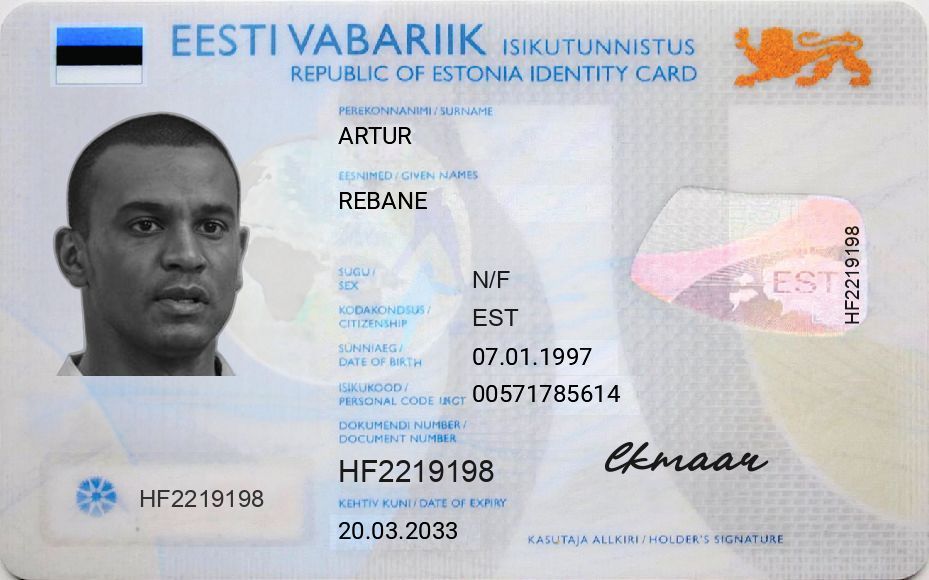 EESTI VABARIIK ISIKUTUNNISTUS
REPUBLIC OF ESTONIA IDENTITY CARD
PEREKONNANIMI / SURNAME
ARTUR
EESNIMED / GIVEN NAMES
REBANE
SUGU /
SEX
N/F
KODAKONDSUS /
CITIZENSHIP
EST
SÜNNIAEG /
DATE OF BIRTH
07.01.1997
ISIKUKOOD /
PERSONAL CODE
00571785614
DOKUMENDI NUMBER /
DOCUMENT NUMBER
HF2219198
KEHTIV KUNI / DATE OF EXPIRY
20.03.2033
HF2219198
EST
HF2219198
KASUTAJA ALLKIRI / HOLDER'S SIGNATURE